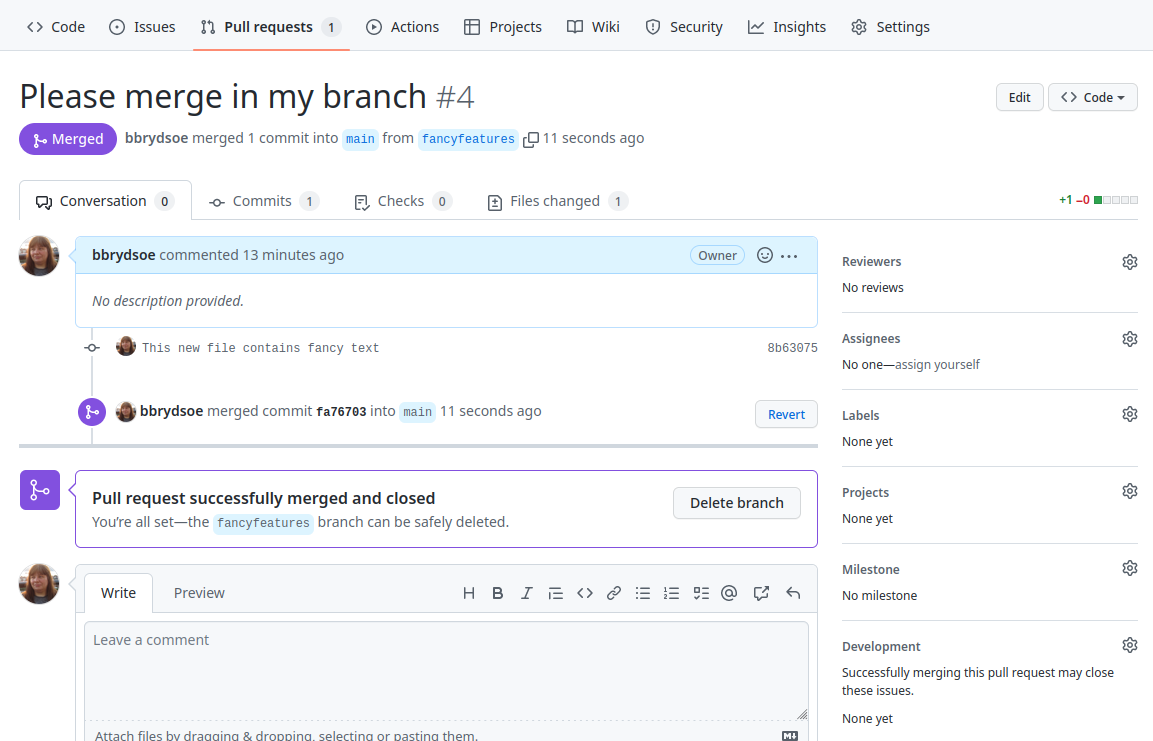 Code Issues Pull requests 1 Actions Projects Wiki Security Insights Settings
Please merge in my branch #4
Edit Code
Merged bbrydsoe merged 1 commit into main from fancyfeatures 11 seconds ago
Conversation 0 Commits 1 Checks 0 Files changed 1
+1 −0
bbrydsoe commented 13 minutes ago Owner
No description provided.
This new file contains fancy text 8b63075
bbrydsoe merged commit fa76703 into main 11 seconds ago Revert
Pull request successfully merged and closed
You're all set—the fancyfeatures branch can be safely deleted.
Delete branch
Write Preview
Leave a comment
Attach files by dragging & dropping, selecting or pasting them.
Reviewers
No reviews
Assignees
No one—assign yourself
Labels
None yet
Projects
None yet
Milestone
No milestone
Development
Successfully merging this pull request may close
these issues.
None yet